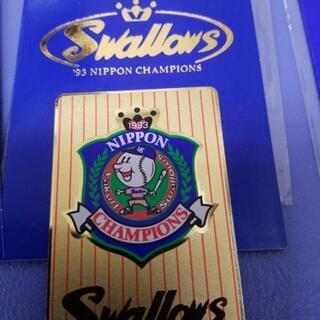 Swallows
'93 NIPPON CHAMPIONS
1993
NIPPON
CHAMPIONS
Swallows